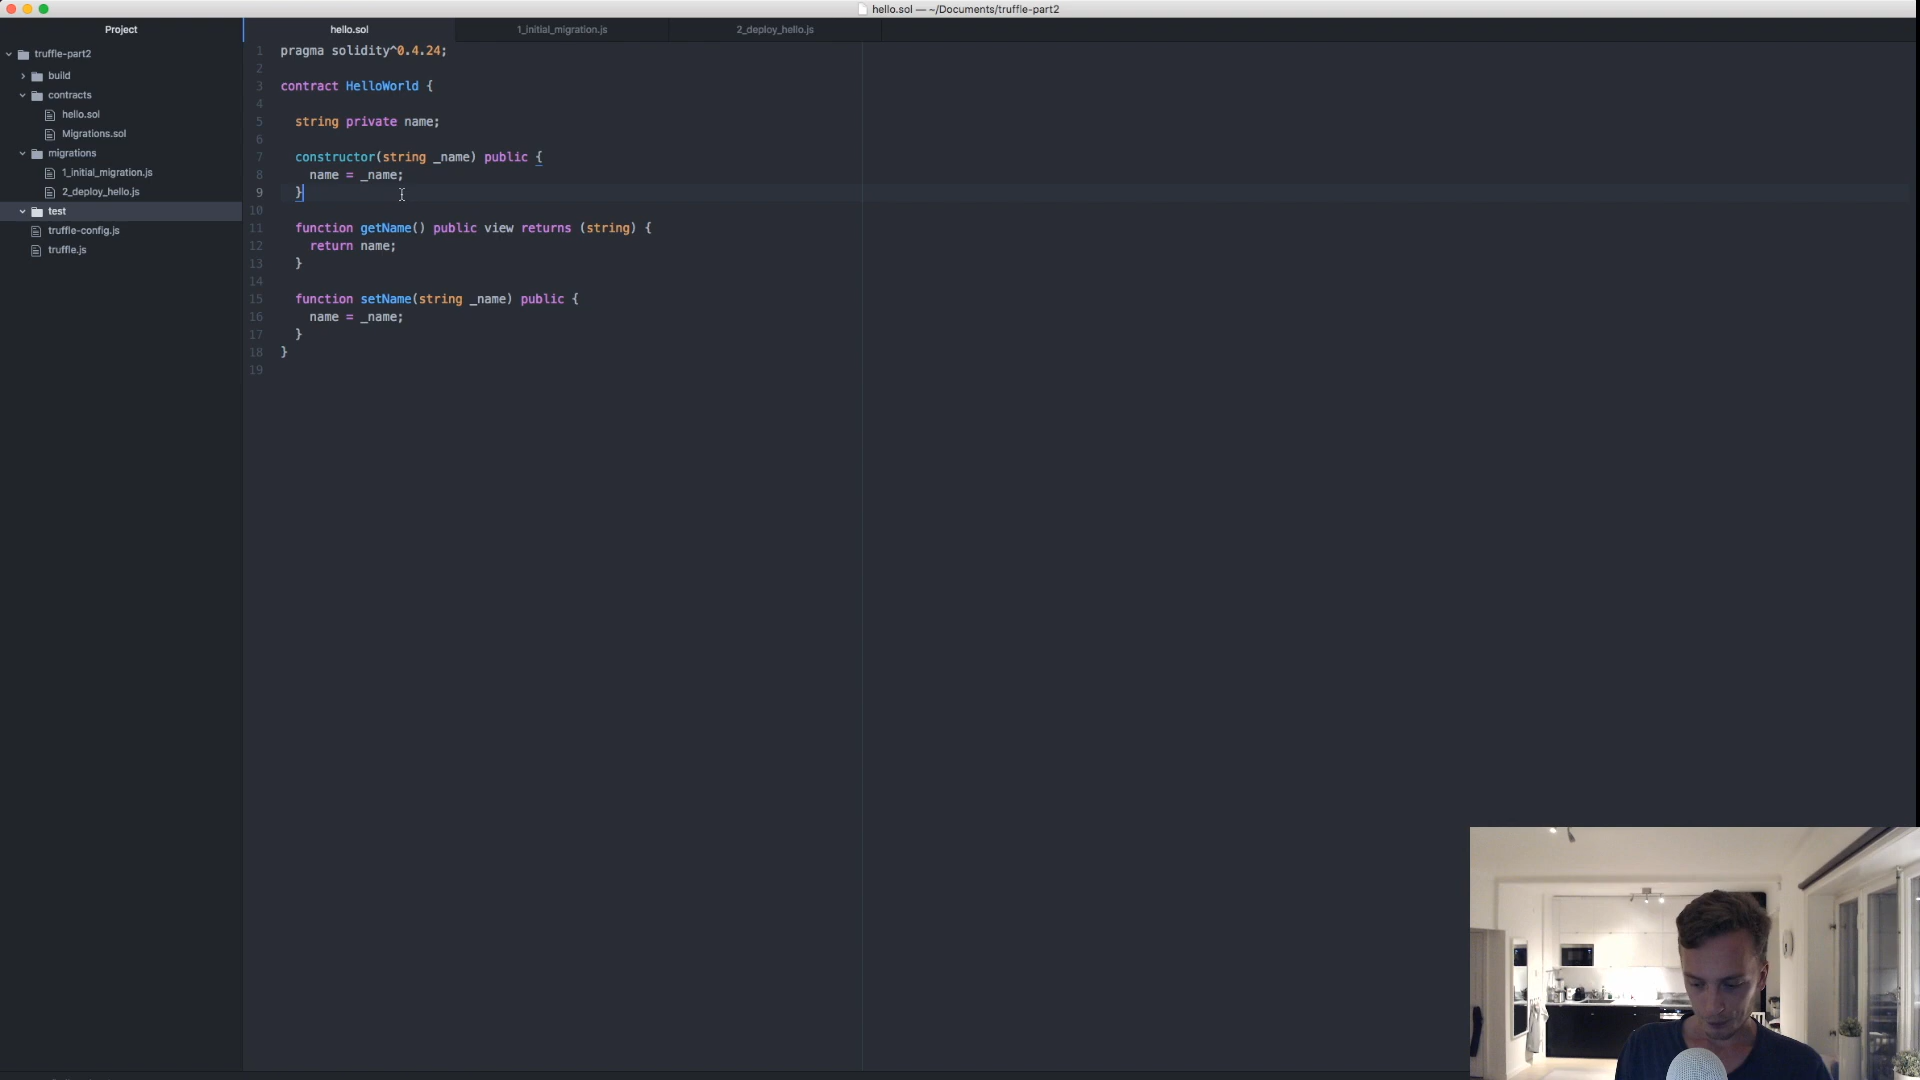 hello.sol — ~/Documents/truffle-part2
Project
truffle-part2
build
contracts
hello.sol
Migrations.sol
migrations
1_initial_migration.js
2_deploy_hello.js
test
truffle-config.js
truffle.js
hello.sol
1_initial_migration.js
2_deploy_hello.js
1 pragma solidity^0.4.24;
2
3 contract HelloWorld {
4
5 string private name;
6
7 constructor(string _name) public {
8 name = _name;
9 }
10
11 function getName() public view returns (string) {
12 return name;
13 }
14
15 function setName(string _name) public {
16 name = _name;
17 }
18 }
19